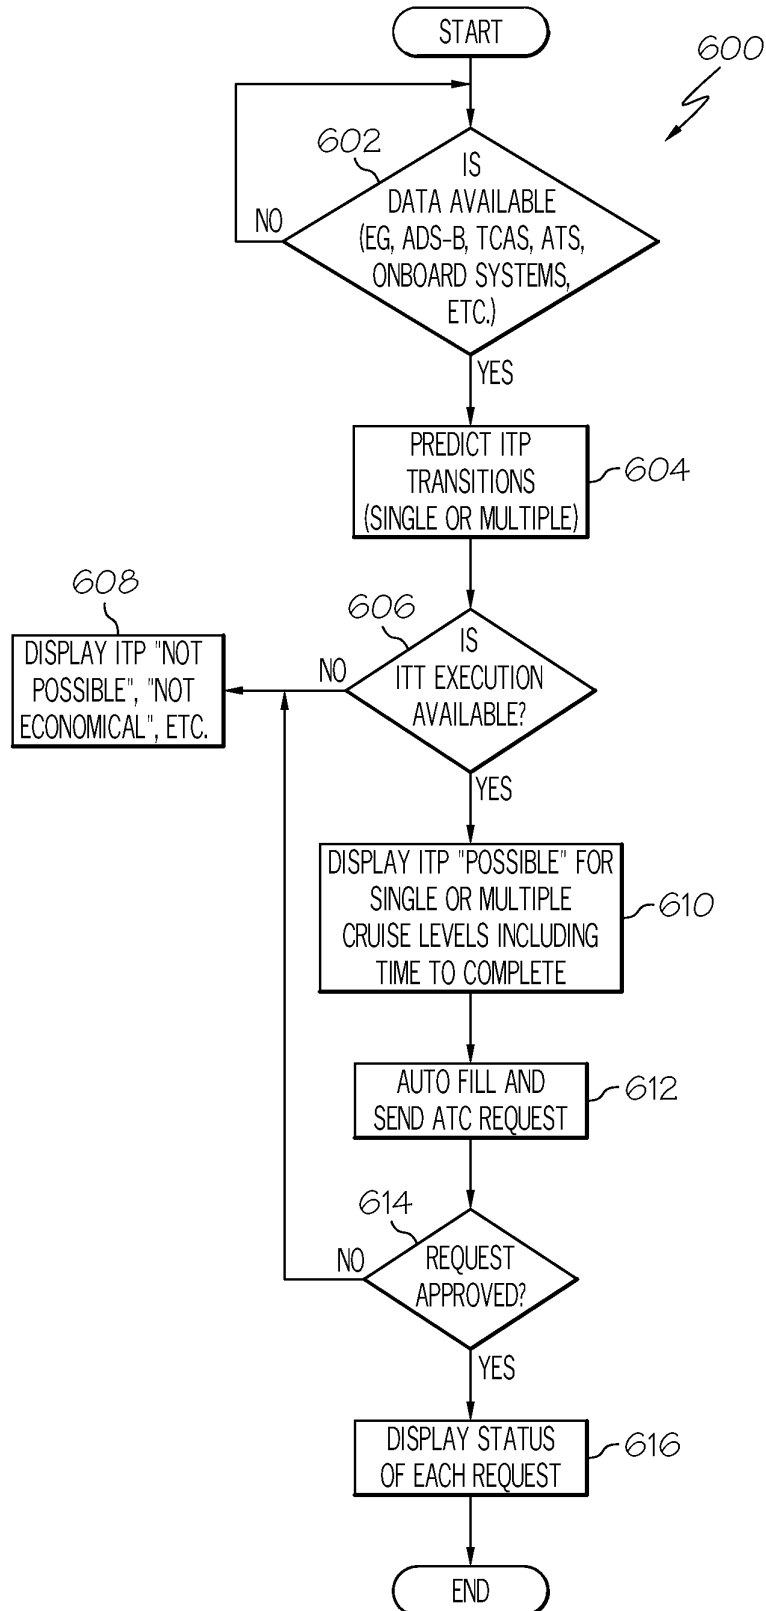 START
600
602
IS
DATA AVAILABLE
(EG, ADS-B, TCAS, ATS,
ONBOARD SYSTEMS,
ETC.)
NO
YES
PREDICT ITP
TRANSITIONS
(SINGLE OR MULTIPLE)
604
606
IS
ITT EXECUTION
AVAILABLE?
NO
608
DISPLAY ITP "NOT
POSSIBLE", "NOT
ECONOMICAL", ETC.
YES
DISPLAY ITP "POSSIBLE" FOR
SINGLE OR MULTIPLE
CRUISE LEVELS INCLUDING
TIME TO COMPLETE
610
AUTO FILL AND
SEND ATC REQUEST
612
614
REQUEST
APPROVED?
NO
YES
DISPLAY STATUS
OF EACH REQUEST
616
END